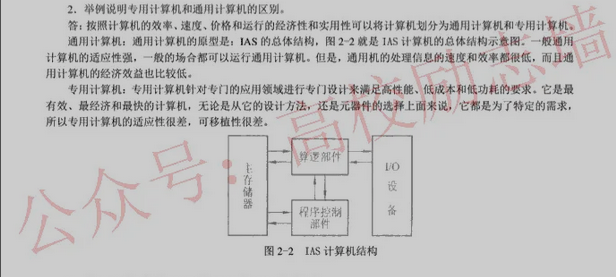 2．举例说明专用计算机和通用计算机的区别。
答：按照计算机的效率、速度、价格和运行的经济性和实用性可以将计算机划分为通用计算机和专用计算机。
通用计算机：通用计算机的原型是：IAS的总体结构，图2-2就是IAS计算机的总体结构示意图。一般通用
计算机的适应性强，一般的场合都可以运行通用计算机。但是，通用机的处理信息的速度和效率都很低，而且通
用计算机的经济效益也比较低。
专用计算机：专用计算机针对专门的应用领域进行专门设计来满足高性能、低成本和低功耗的要求。它是最
有效、最经济和最快的计算机，无论是从它的设计方法，还是元器件的选择上面来说，它都是为了特定的需求，
所以专用计算机的适应性很差，可移植性很差。
主存储器
算逻部件
程序控制
部件
I/O
设
备
图2-2 IAS计算机结构
公众号：高校励志墙